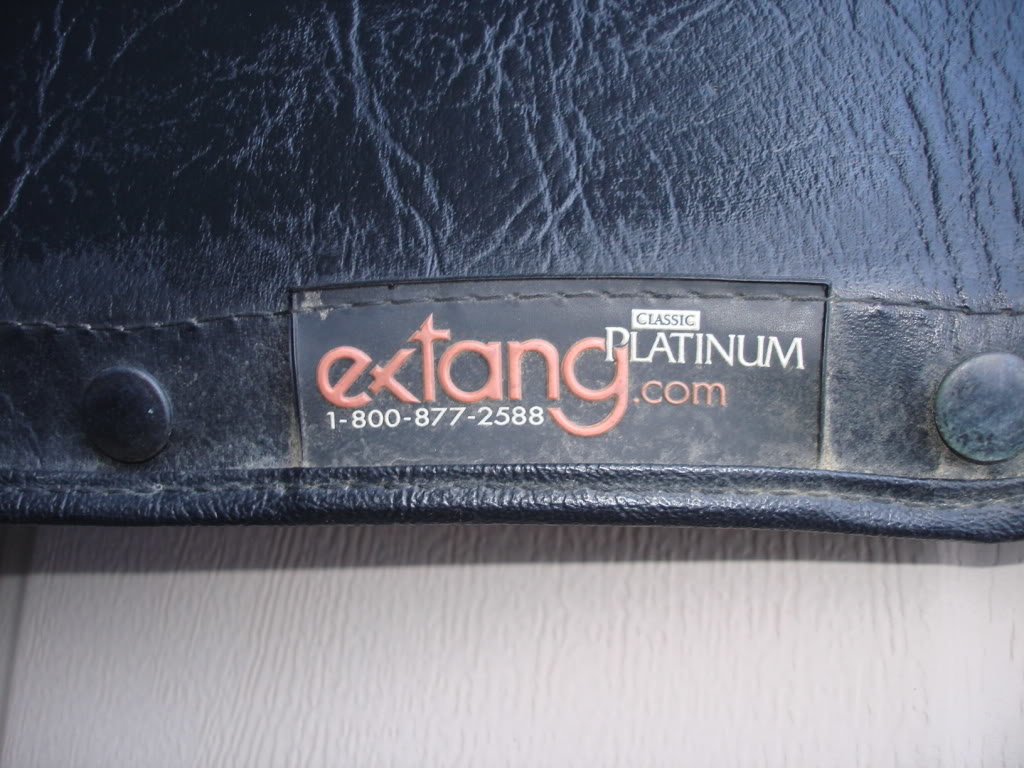 CLASSIC
PLATINUM
extang.com
1-800-877-2588